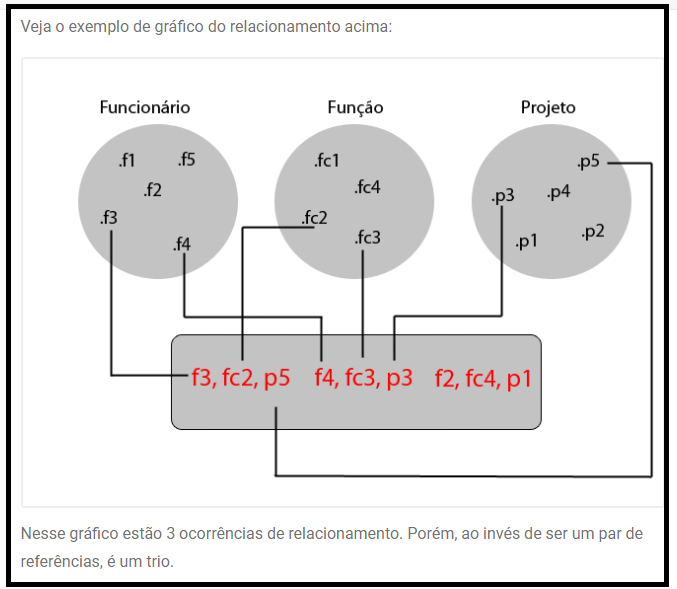 Veja o exemplo de gráfico do relacionamento acima:
Funcionário Função Projeto
.f1 .f5 .fc1 .p5
.f2 .fc4 .p3 .p4
.f3 .fc2
.f4 .fc3 .p1 .p2
f3, fc2, p5 f4, fc3, p3 f2, fc4, p1
Nesse gráfico estão 3 ocorrências de relacionamento. Porém, ao invés de ser um par de
referências, é um trio.